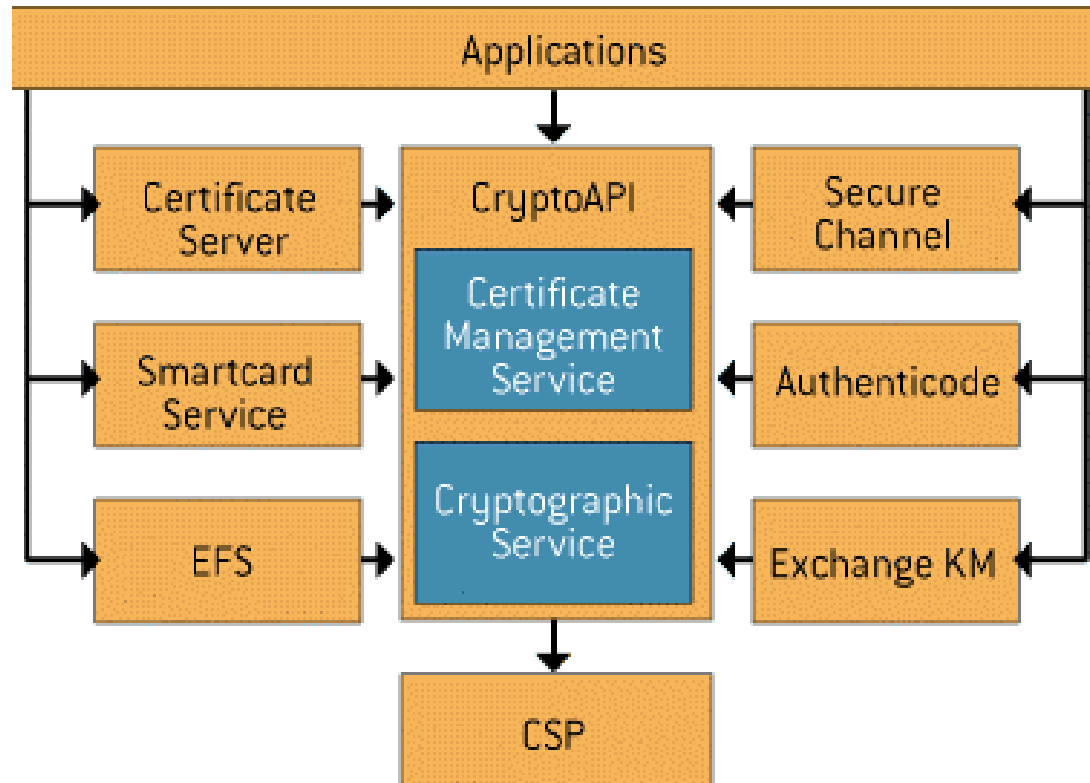 Applications
Certificate
Server
CryptoAPI
Secure
Channel
Certificate
Management
Service
Smartcard
Service
Authenticode
Cryptographic
Service
EFS
Exchange KM
CSP